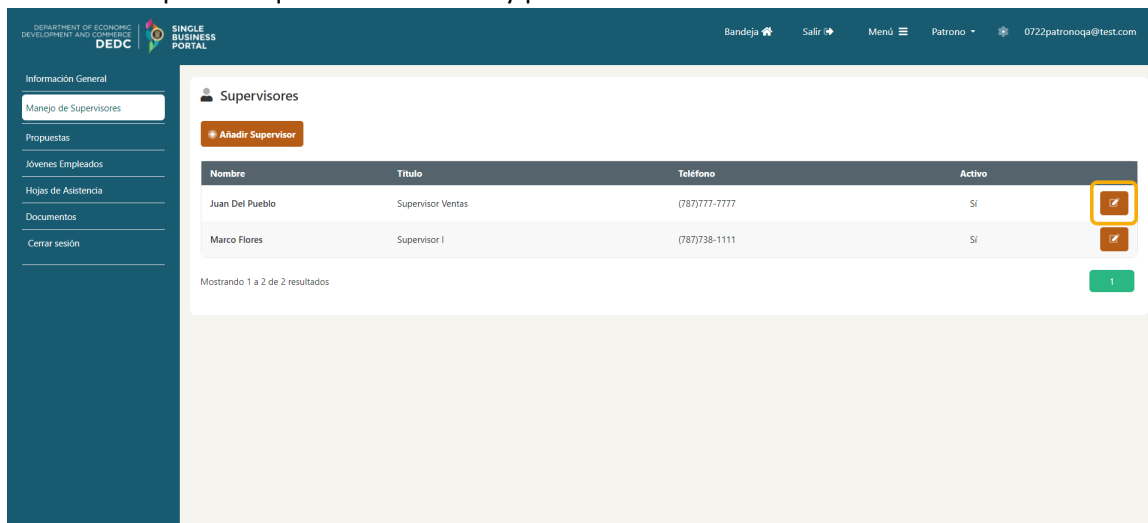 DEPARTMENT OF ECONOMIC
DEVELOPMENT AND COMMERCE
DEDC
SINGLE
BUSINESS
PORTAL
Bandeja Salir Menú Patrono 0722patronoqa@test.com
Información General
Manejo de Supervisores
Propuestas
Jóvenes Empleados
Hojas de Asistencia
Documentos
Cerrar sesión
Supervisores
Añadir Supervisor
Nombre Título Teléfono Activo
Juan Del Pueblo Supervisor Ventas (787)777-7777 Sí
Marco Flores Supervisor I (787)738-1111 Sí
Mostrando 1 a 2 de 2 resultados
1